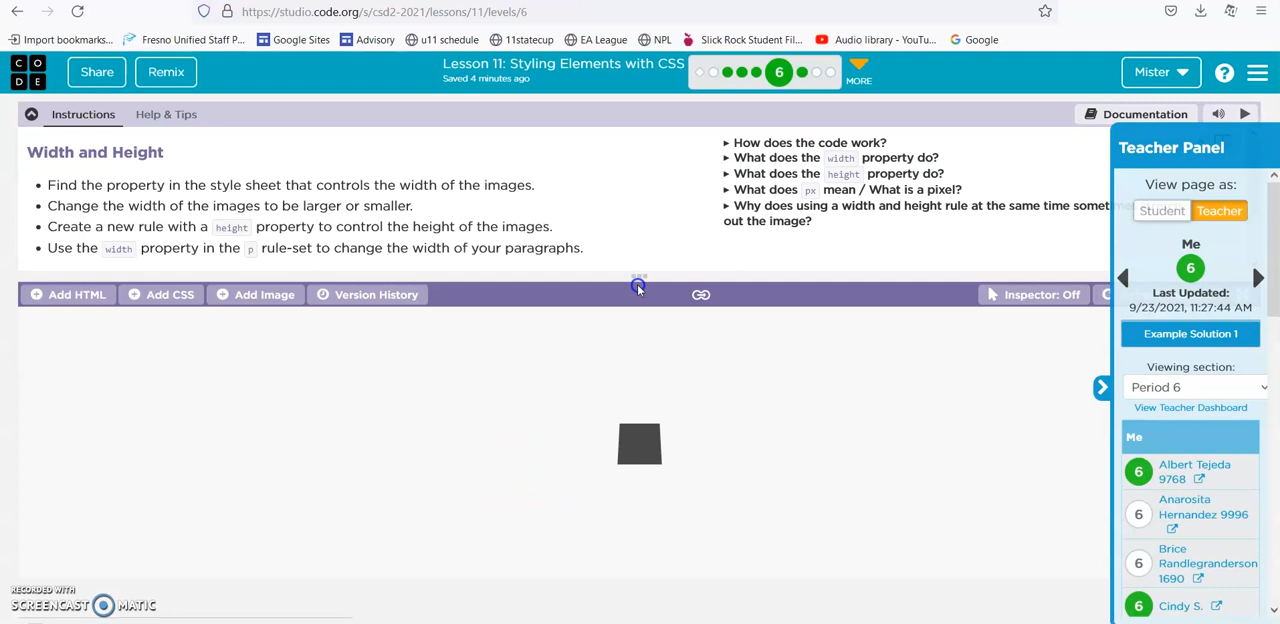 https://studio.code.org/s/csd2-2021/lessons/11/levels/6
Import bookmarks... Fresno Unified Staff P... Google Sites Advisory u11 schedule 11statecup EA League NPL Slick Rock Student Fil... Audio library - YouTu... Google
CO
DE
Share Remix Lesson 11: Styling Elements with CSS
Saved 4 minutes ago
6
MORE
Mister ?
Instructions Help & Tips Documentation
Width and Height
• Find the property in the style sheet that controls the width of the images.
• Change the width of the images to be larger or smaller.
• Create a new rule with a height property to control the height of the images.
• Use the width property in the p rule-set to change the width of your paragraphs.
▸ How does the code work?
▸ What does the width property do?
▸ What does the height property do?
▸ What does px mean / What is a pixel?
▸ Why does using a width and height rule at the same time somet
out the image?
Add HTML Add CSS Add Image Version History Inspector: Off
Teacher Panel
View page as:
Student Teacher
Me
6
Last Updated:
9/23/2021, 11:27:44 AM
Example Solution 1
Viewing section:
Period 6
View Teacher Dashboard
Me
6 Albert Tejeda
9768
6 Anarosita
Hernandez 9996
6 Brice
Randlegranderson
1690
6 Cindy S.
RECORDED WITH
SCREENCAST MATIC